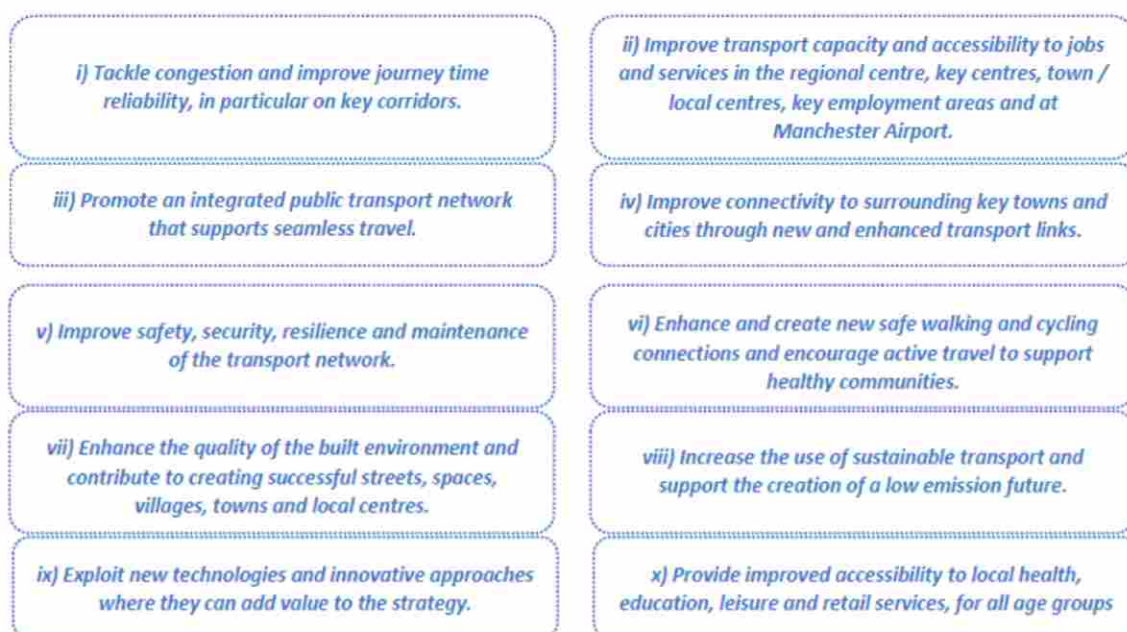 i) Tackle congestion and improve journey time
reliability, in particular on key corridors.
ii) Improve transport capacity and accessibility to jobs
and services in the regional centre, key centres, town /
local centres, key employment areas and at
Manchester Airport.
iii) Promote an integrated public transport network
that supports seamless travel.
iv) Improve connectivity to surrounding key towns and
cities through new and enhanced transport links.
v) Improve safety, security, resilience and maintenance
of the transport network.
vi) Enhance and create new safe walking and cycling
connections and encourage active travel to support
healthy communities.
vii) Enhance the quality of the built environment and
contribute to creating successful streets, spaces,
villages, towns and local centres.
viii) Increase the use of sustainable transport and
support the creation of a low emission future.
ix) Exploit new technologies and innovative approaches
where they can add value to the strategy.
x) Provide improved accessibility to local health,
education, leisure and retail services, for all age groups